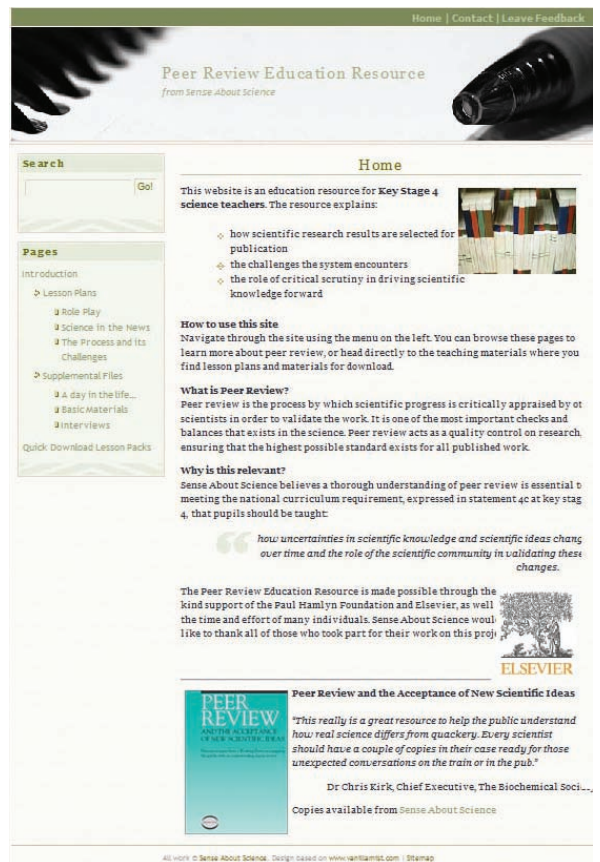 Home | Contact | Leave Feedback
Peer Review Education Resource
from Sense About Science
Search
Go!
Pages
Introduction
Lesson Plans
Role Play
Science in the News
The Process and its
Challenges
Supplemental Files
A day in the life...
Basic Materials
Interviews
Quick Download Lesson Packs
Home
This website is an education resource for Key Stage 4
science teachers. The resource explains:
how scientific research results are selected for
publication
the challenges the system encounters
the role of critical scrutiny in driving scientific
knowledge forward
How to use this site
Navigate through the site using the menu on the left. You can browse these pages to
learn more about peer review, or head directly to the teaching materials where you
find lesson plans and materials for download.
What is Peer Review?
Peer review is the process by which scientific progress is critically appraised by ot
scientists in order to validate the work. It is one of the most important checks and
balances that exists in the science. Peer review acts as a quality control on research,
ensuring that the highest possible standard exists for all published work.
Why is this relevant?
Sense About Science believes a thorough understanding of peer review is essential t
meeting the national curriculum requirement, expressed in statement 4c at key stag
4, that pupils should be taught:
how uncertainties in scientific knowledge and scientific ideas chang
over time and the role of the scientific community in validating these
changes.
The Peer Review Education Resource is made possible through the
kind support of the Paul Hamlyn Foundation and Elsevier, as well
the time and effort of many individuals. Sense About Science woul
like to thank all of those who took part for their work on this proj
ELSEVIER
PEER
REVIEW
AND THE ACCEPTANCE
OF NEW SCIENTIFIC IDEAS
Peer Review and the Acceptance of New Scientific Ideas
"This really is a great resource to help the public understand
how real science differs from quackery. Every scientist
should have a couple of copies in their case ready for those
unexpected conversations on the train or in the pub."
Dr Chris Kirk, Chief Executive, The Biochemical Soci...
Copies available from Sense About Science
All work © Sense About Science. Design based on www.vanillamist.com | Sitemap